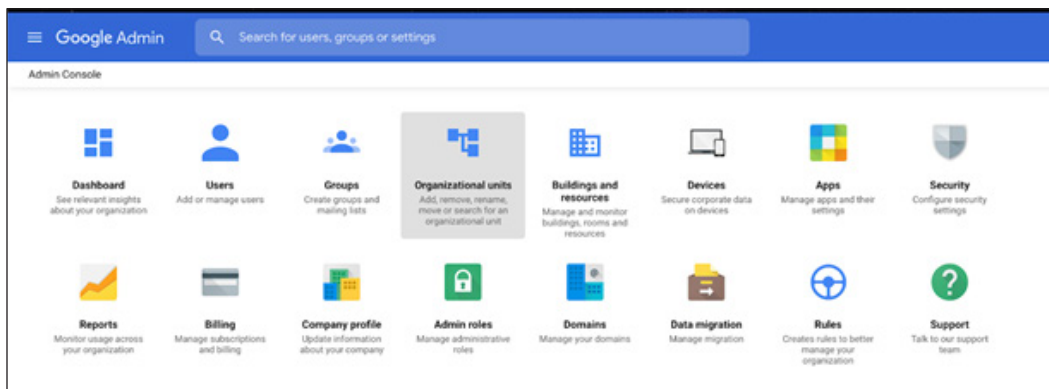 Google Admin
Search for users, groups or settings
Admin Console
Dashboard
See relevant insights
about your organization
Users
Add or manage users
Groups
Create groups and
mailing lists
Organizational units
Add, remove, rename,
move or search for an
organizational unit
Buildings and
resources
Manage and monitor
buildings, rooms and
resources
Devices
Secure corporate data
on devices
Apps
Manage apps and their
settings
Security
Configure security
settings
Reports
Monitor usage across
your organization
Billing
Manage subscriptions
and billing
Company profile
Update information
about your company
Admin roles
Manage administrative
roles
Domains
Manage your domains
Data migration
Manage migration
Rules
Creates rules to better
manage your
organization
Support
Talk to our support
team